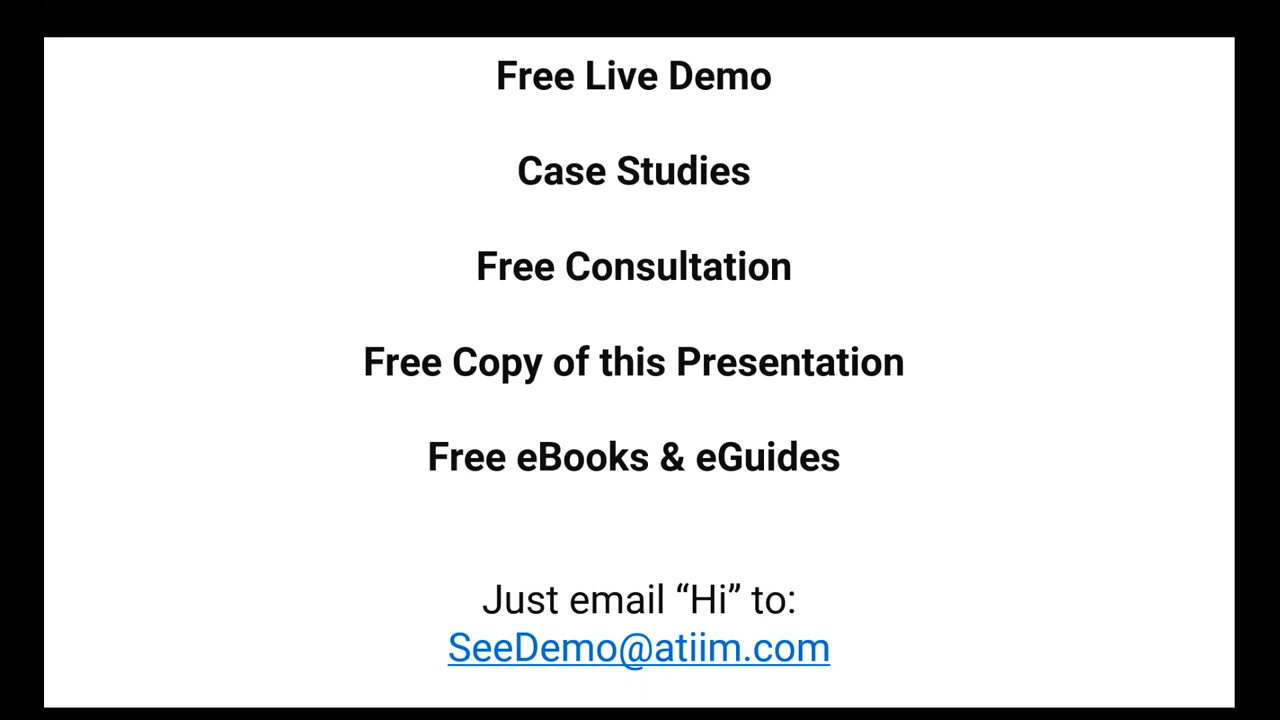 Free Live Demo
Case Studies
Free Consultation
Free Copy of this Presentation
Free eBooks & eGuides
Just email “Hi” to:
SeeDemo@atiim.com